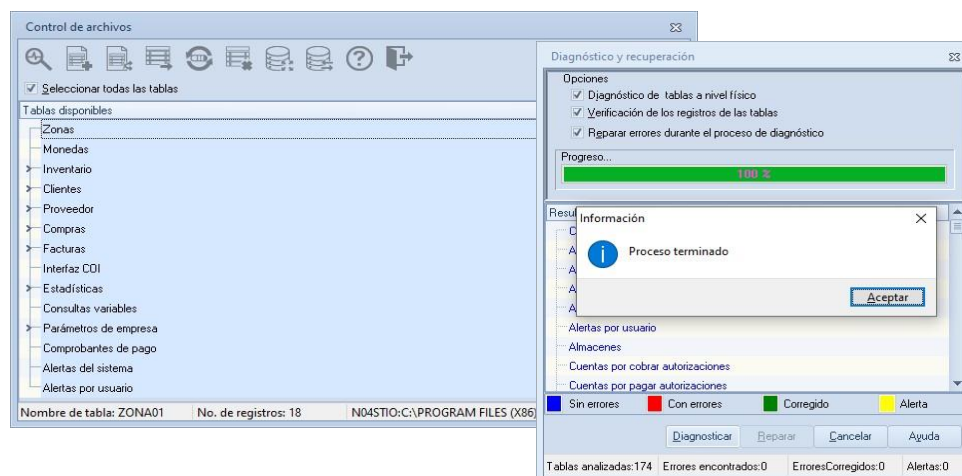 Control de archivos
Seleccionar todas las tablas
Tablas disponibles
Zonas
Monedas
Inventario
Clientes
Proveedor
Compras
Facturas
Interfaz COI
Estadísticas
Consultas variables
Parámetros de empresa
Comprobantes de pago
Alertas del sistema
Alertas por usuario
Nombre de tabla: ZONA01 No. de registros: 18 N04STIO:C:\PROGRAM FILES (X86)
Diagnóstico y recuperación
Opciones
Diagnóstico de tablas a nivel físico
Verificación de los registros de las tablas
Reparar errores durante el proceso de diagnóstico
Progreso...
100 %
Información
Proceso terminado
Aceptar
Alertas por usuario
Almacenes
Cuentas por cobrar autorizaciones
Cuentas por pagar autorizaciones
Sin errores Con errores Corregido Alerta
Diagnosticar Reparar Cancelar Ayuda
Tablas analizadas:174 Errores encontrados:0 ErroresCorregidos:0 Alertas:0